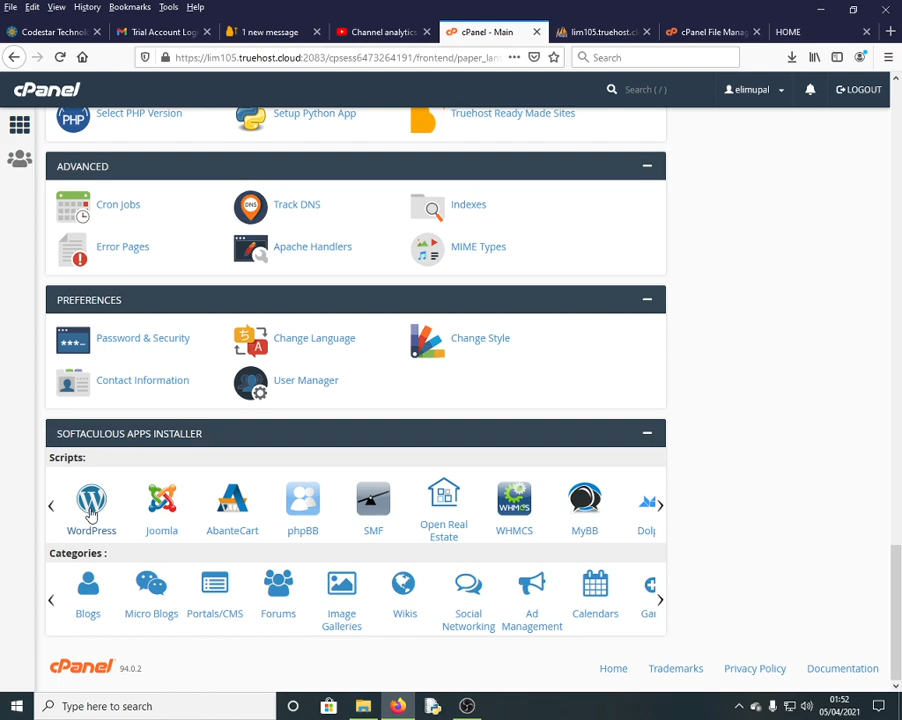 File Edit View History Bookmarks Tools Help
Codestar Technol
Trial Account Log
1 new message
Channel analytics
cPanel - Main
lim105.truehost.cl
cPanel File Manag
HOME
https://lim105.truehost.cloud:2083/cpsess6473264191/frontend/paper_lan
Search
cPanel
Search ( / )
elimupal
LOGOUT
PHP
Select PHP Version
Setup Python App
Truehost Ready Made Sites
ADVANCED
Cron Jobs
DNS
Track DNS
Indexes
Error Pages
Apache Handlers
MIME Types
PREFERENCES
Password & Security
Change Language
Change Style
Contact Information
User Manager
SOFTACULOUS APPS INSTALLER
Scripts:
WordPress
Joomla
AbanteCart
phpBB
SMF
Open Real
Estate
WHMCS
MyBB
Dolp
Categories :
Blogs
Micro Blogs
Portals/CMS
Forums
Image
Galleries
Wikis
Social
Networking
Ad
Management
Calendars
Gar
cPanel 94.0.2
Home
Trademarks
Privacy Policy
Documentation
Type here to search
01:52
05/04/2021